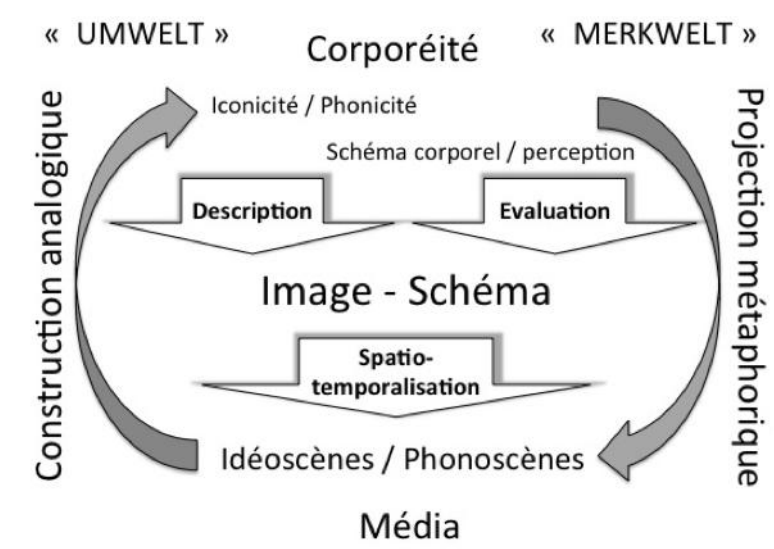 « UMWELT »
Corporéité
« MERKWELT »
Iconicité / Phonicité
Schéma corporel / perception
Construction analogique
Projection métaphorique
Description
Evaluation
Image - Schéma
Spatio-
temporalisation
Idéoscènes / Phonoscènes
Média